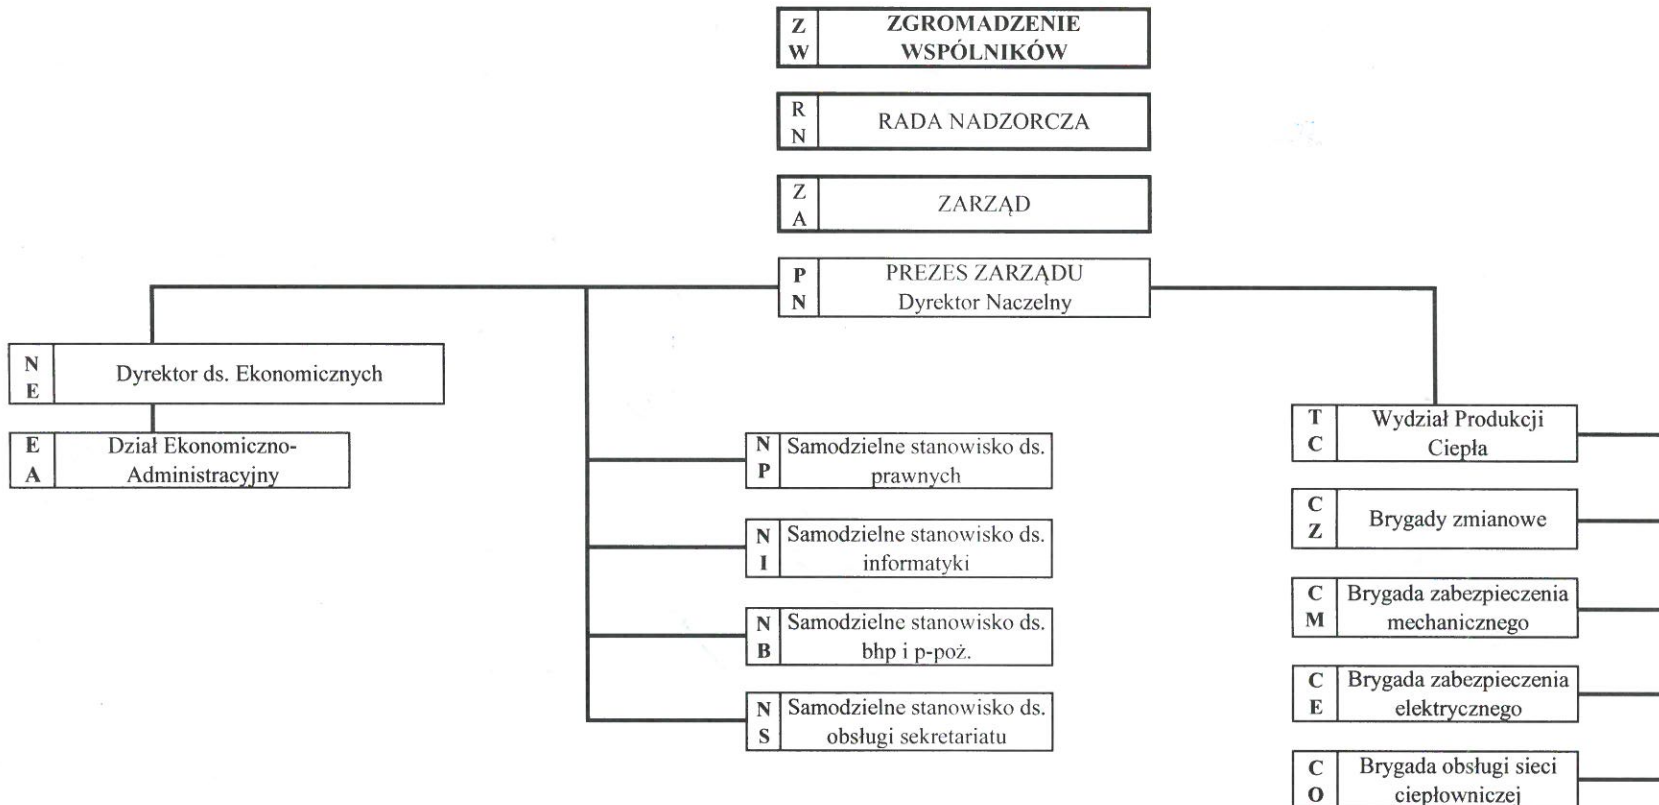 Z
W
ZGROMADZENIE
WSPÓLNIKÓW
R
N
RADA NADZORCZA
Z
A
ZARZĄD
P
N
PREZES ZARZĄDU
Dyrektor Naczelny
N
E
Dyrektor ds. Ekonomicznych
E
A
Dział Ekonomiczno-
Administracyjny
N
P
Samodzielne stanowisko ds.
prawnych
N
I
Samodzielne stanowisko ds.
informatyki
N
B
Samodzielne stanowisko ds.
bhp i p-poż.
N
S
Samodzielne stanowisko ds.
obsługi sekretariatu
T
C
Wydział Produkcji
Ciepła
C
Z
Brygady zmianowe
C
M
Brygada zabezpieczenia
mechanicznego
C
E
Brygada zabezpieczenia
elektrycznego
C
O
Brygada obsługi sieci
ciepłowniczej